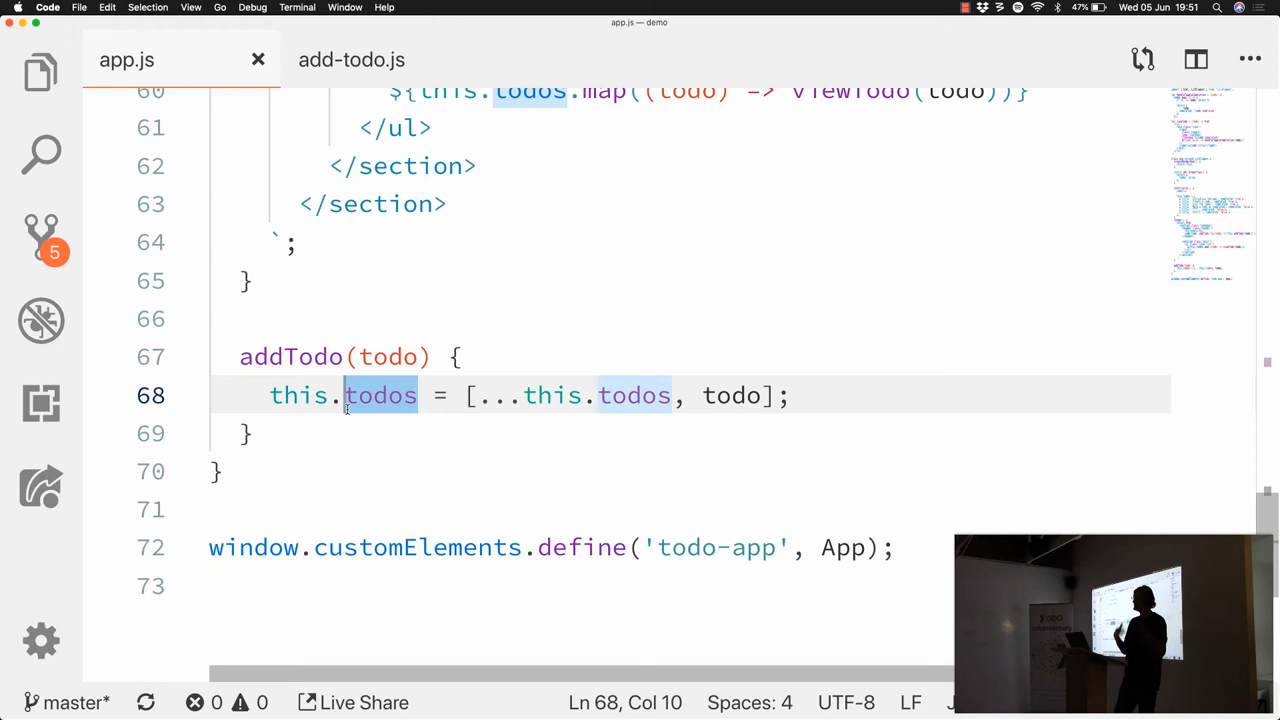 Code File Edit Selection View Go Debug Terminal Window Help 47% Wed 05 Jun 19:51
app.js — demo
app.js add-todo.js
60 ${this.todos.map((todo) => viewTodo(todo))}
61 </ul>
62 </section>
63 </section>
64 `;
65 }
66
67 addTodo(todo) {
68 this.todos = [...this.todos, todo];
69 }
70 }
71
72 window.customElements.define('todo-app', App);
73
5
GDG
master* 0 0 Live Share Ln 68, Col 10 Spaces: 4 UTF-8 LF